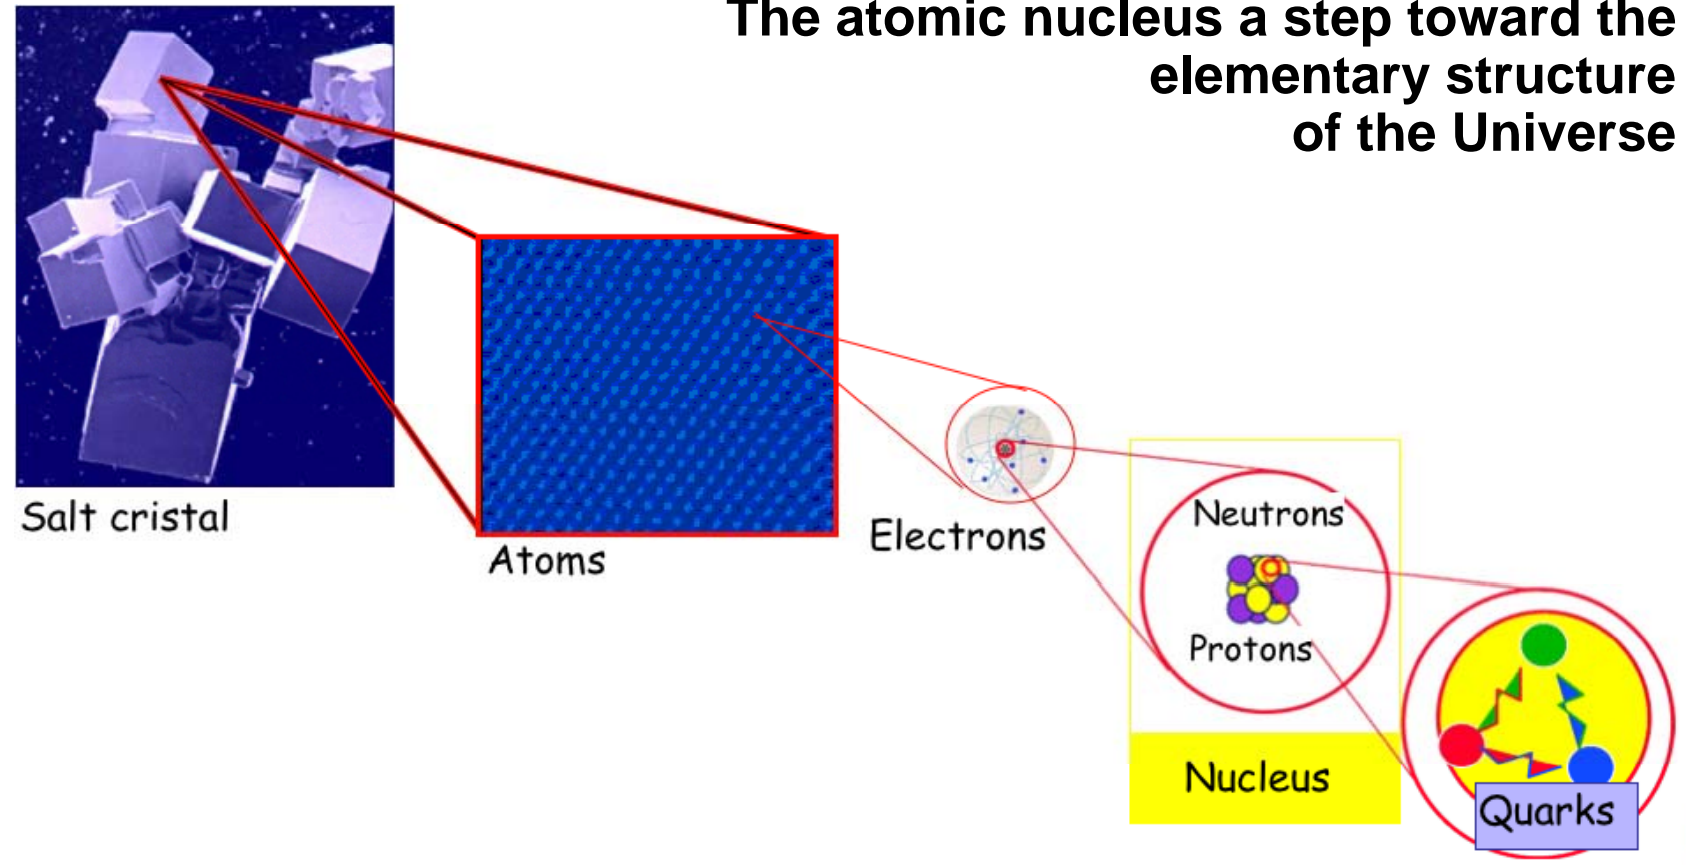 The atomic nucleus a step toward the
elementary structure
of the Universe
Salt cristal
Atoms
Electrons
Neutrons
Protons
Nucleus
Quarks